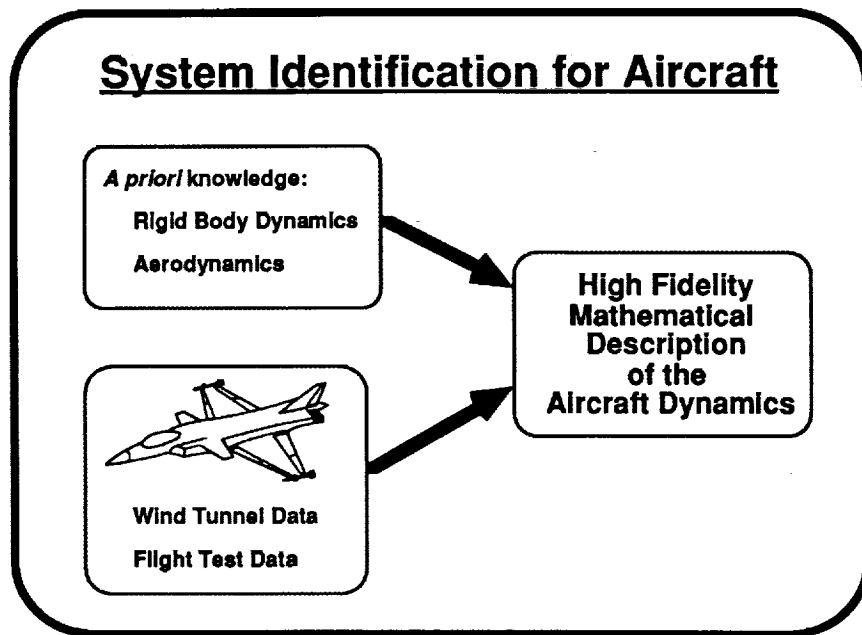 System Identification for Aircraft
A priori knowledge:
Rigid Body Dynamics
Aerodynamics
Wind Tunnel Data
Flight Test Data
High Fidelity
Mathematical
Description
of the
Aircraft Dynamics